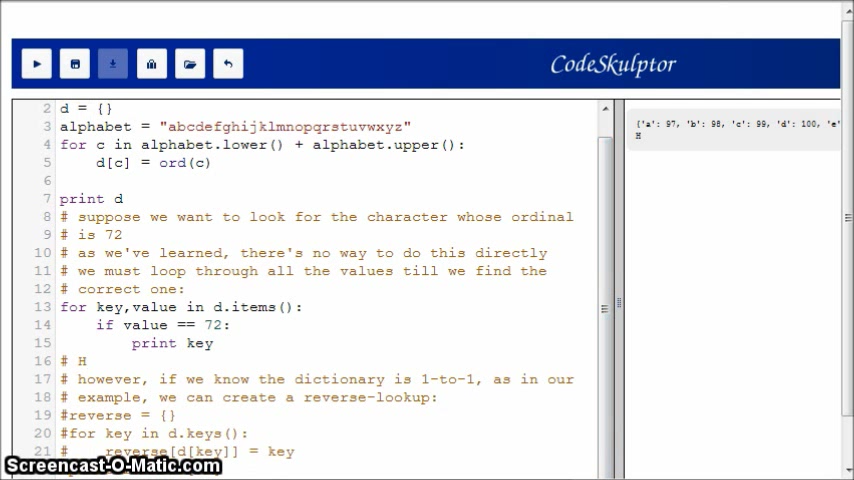 CodeSkulptor
2 d = {}
3 alphabet = "abcdefghijklmnopqrstuvwxyz"
4 for c in alphabet.lower() + alphabet.upper():
5     d[c] = ord(c)
6
7 print d
8 # suppose we want to look for the character whose ordinal
9 # is 72
10 # as we've learned, there's no way to do this directly
11 # we must loop through all the values till we find the
12 # correct one:
13 for key,value in d.items():
14     if value == 72:
15         print key
16 # H
17 # however, if we know the dictionary is 1-to-1, as in our
18 # example, we can create a reverse-lookup:
19 #reverse = {}
20 #for key in d.keys():
21 #    reverse[d[key]] = key
{'a': 97, 'b': 98, 'c': 99, 'd': 100, 'e'
H
Screencast-O-Matic.com